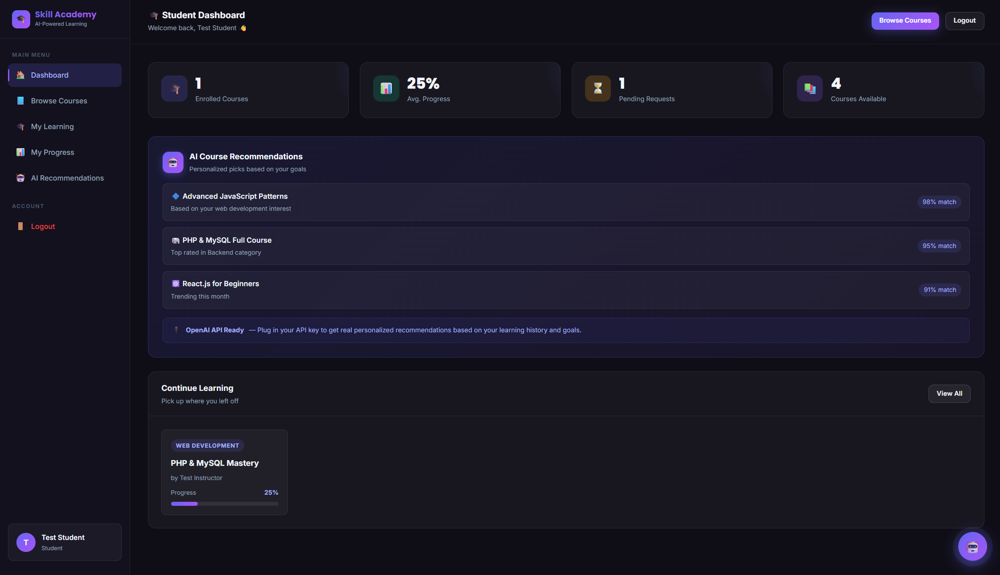 Skill Academy
AI-Powered Learning
MAIN MENU
Dashboard
Browse Courses
My Learning
My Progress
AI Recommendations
ACCOUNT
Logout
T
Test Student
Student
Student Dashboard
Welcome back, Test Student 👋
Browse Courses
Logout
1
Enrolled Courses
25%
Avg. Progress
1
Pending Requests
4
Courses Available
AI Course Recommendations
Personalized picks based on your goals
Advanced JavaScript Patterns
Based on your web development interest
98% match
PHP & MySQL Full Course
Top rated in Backend category
95% match
React.js for Beginners
Trending this month
91% match
OpenAI API Ready — Plug in your API key to get real personalized recommendations based on your learning history and goals.
Continue Learning
Pick up where you left off
View All
WEB DEVELOPMENT
PHP & MySQL Mastery
by Test Instructor
Progress 25%